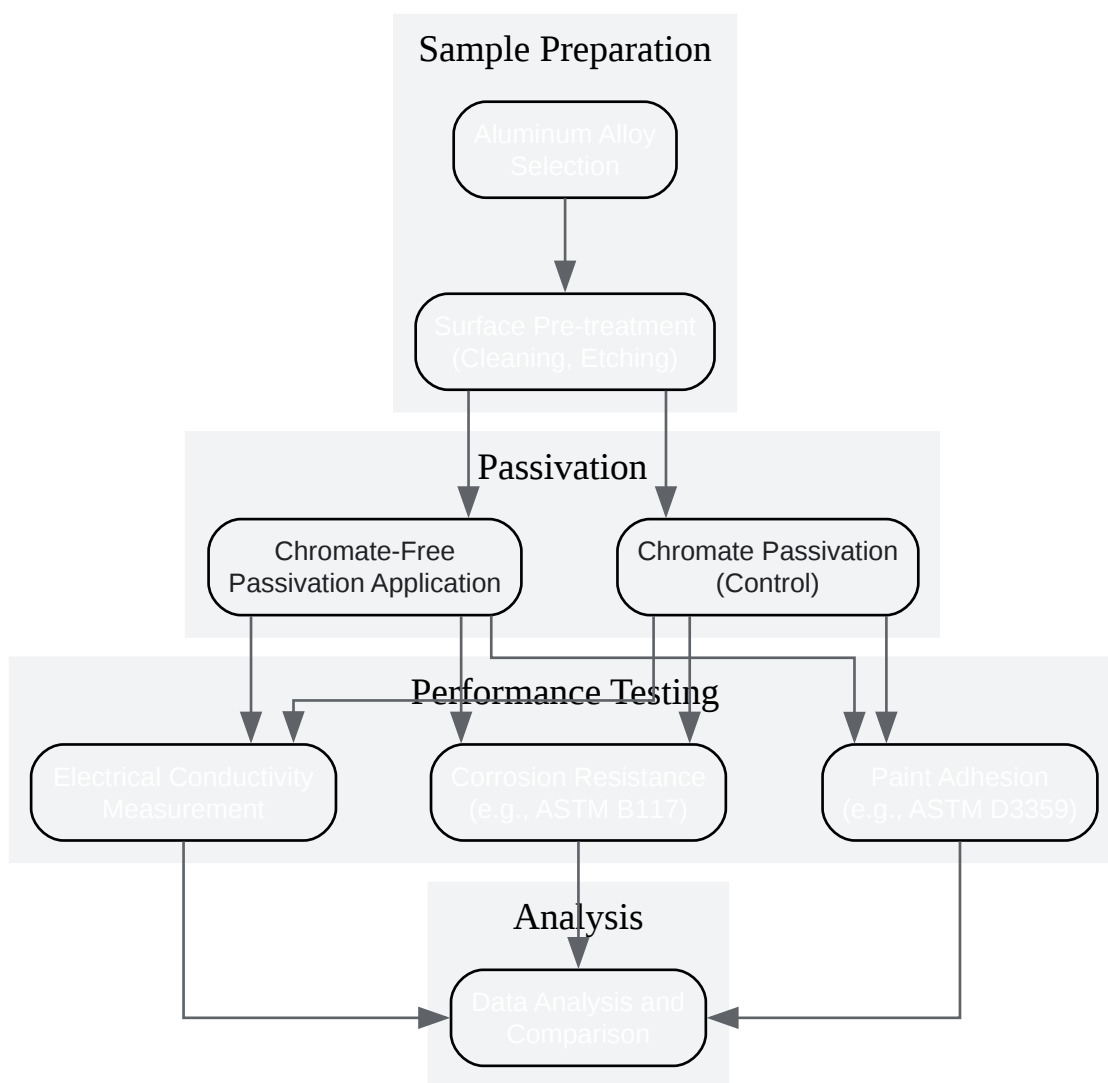 Sample Preparation
Aluminum Alloy
Selection
Surface Pre-treatment
(Cleaning, Etching)
Passivation
Chromate-Free
Passivation Application
Chromate Passivation
(Control)
Performance Testing
Electrical Conductivity
Measurement
Corrosion Resistance
(e.g., ASTM B117)
Paint Adhesion
(e.g., ASTM D3359)
Analysis
Data Analysis and
Comparison